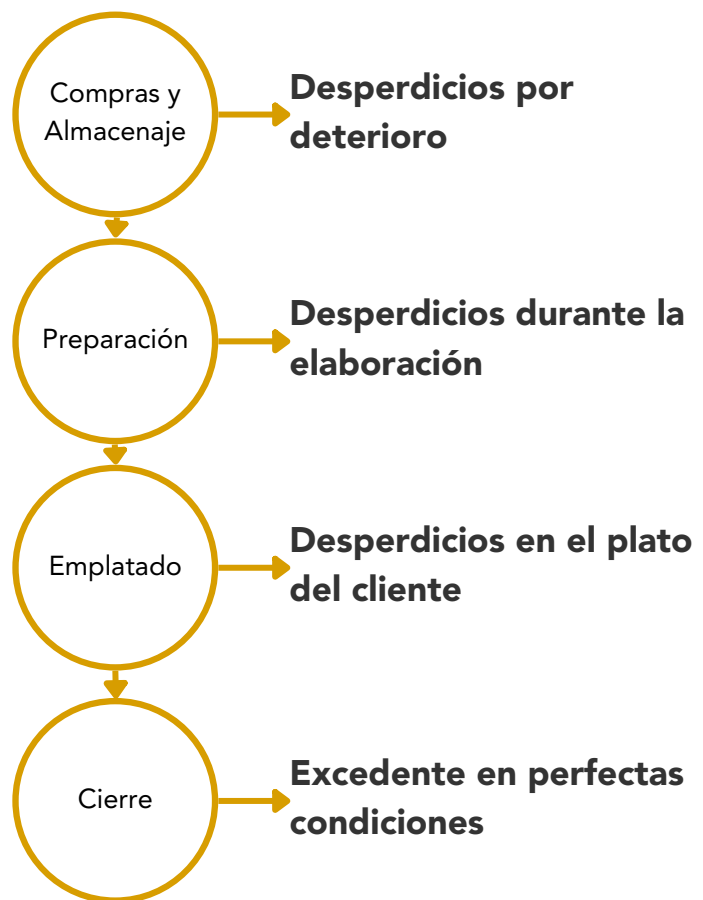 Compras y
Almacenaje
Desperdicios por
deterioro
Preparación
Desperdicios durante la
elaboración
Emplatado
Desperdicios en el plato
del cliente
Cierre
Excedente en perfectas
condiciones